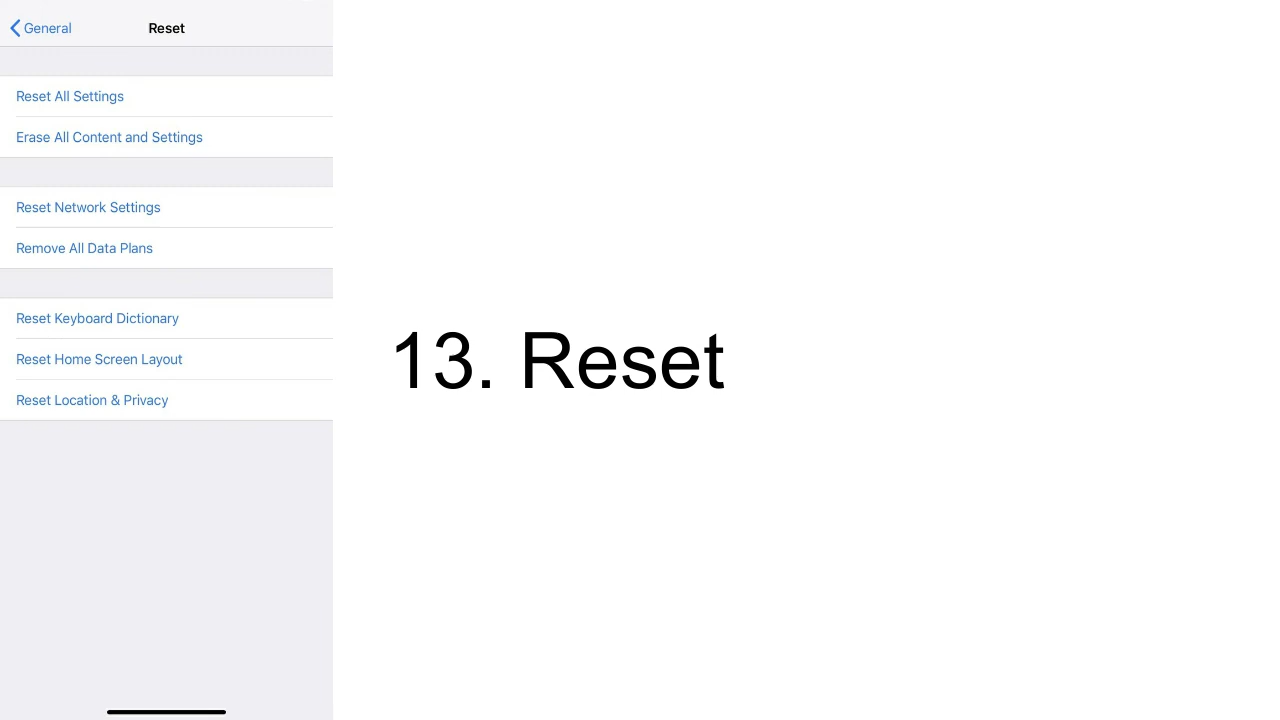 General
Reset
Reset All Settings
Erase All Content and Settings
Reset Network Settings
Remove All Data Plans
Reset Keyboard Dictionary
Reset Home Screen Layout
Reset Location & Privacy
13. Reset